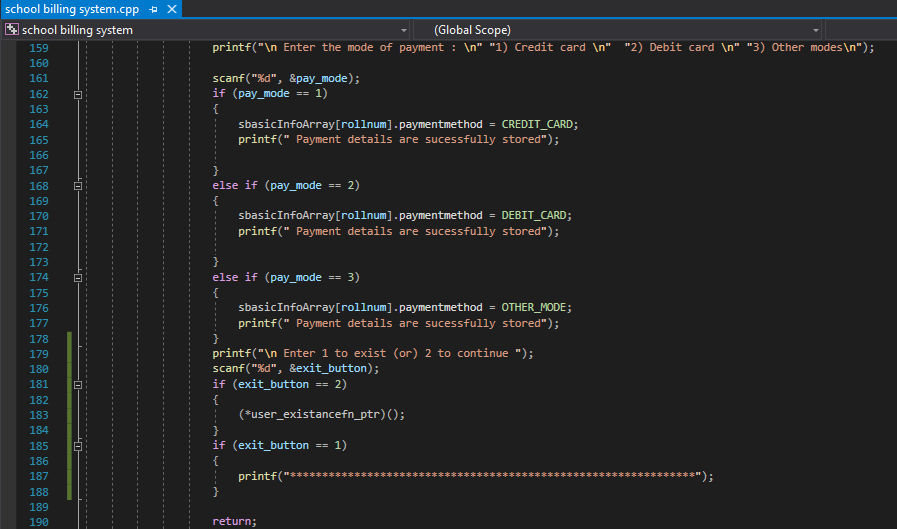 school billing system.cpp
school billing system (Global Scope)
159 printf("\n Enter the mode of payment : \n" "1) Credit card \n"  "2) Debit card \n" "3) Other modes\n");
160
161 scanf("%d", &pay_mode);
162 if (pay_mode == 1)
163 {
164 sbasicInfoArray[rollnum].paymentmethod = CREDIT_CARD;
165 printf(" Payment details are sucessfully stored");
166
167 }
168 else if (pay_mode == 2)
169 {
170 sbasicInfoArray[rollnum].paymentmethod = DEBIT_CARD;
171 printf(" Payment details are sucessfully stored");
172
173 }
174 else if (pay_mode == 3)
175 {
176 sbasicInfoArray[rollnum].paymentmethod = OTHER_MODE;
177 printf(" Payment details are sucessfully stored");
178 }
179 printf("\n Enter 1 to exist (or) 2 to continue ");
180 scanf("%d", &exit_button);
181 if (exit_button == 2)
182 {
183 (*user_existancefn_ptr)();
184 }
185 if (exit_button == 1)
186 {
187 printf("***************************************************************");
188 }
189
190 return;